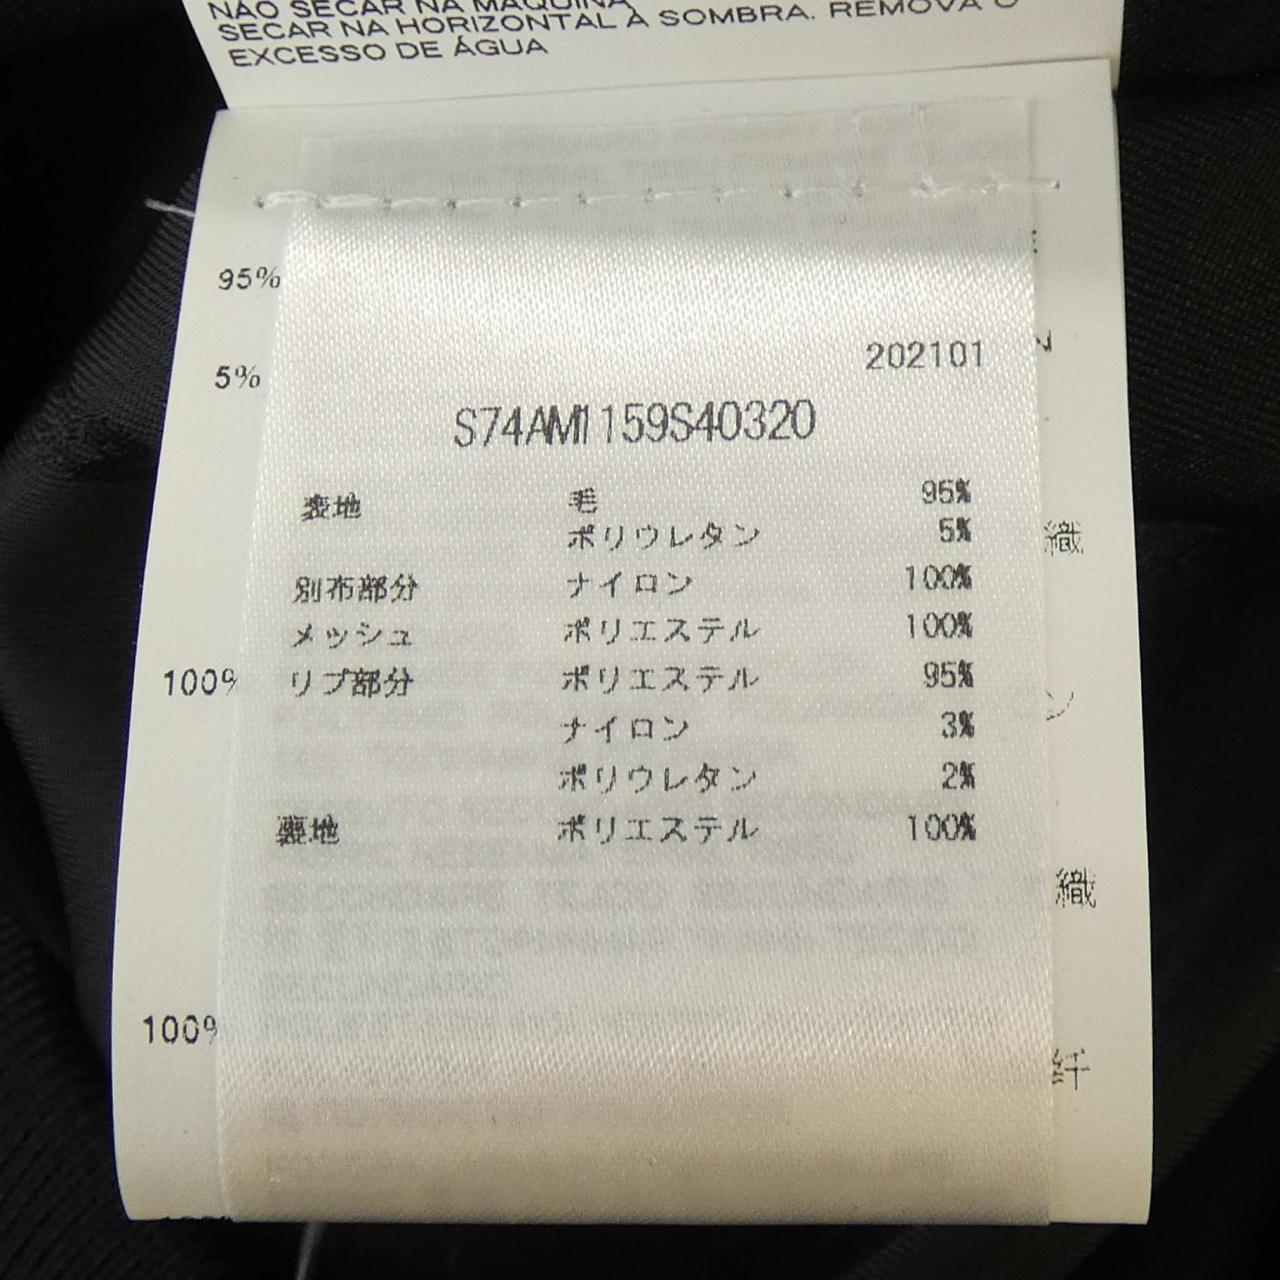 NÃO SECAR NA MÁQUINA
SECAR NA HORIZONTAL À SOMBRA. REMOVA O
EXCESSO DE ÁGUA
95%
202101
5%
S74AM1159S40320
表地 毛 95%
ポリウレタン 5%
織
別布部分 ナイロン 100%
メッシュ ポリエステル 100%
100%
リブ部分 ポリエステル 95%
ナイロン 3%
ポリウレタン 2%
裏地 ポリエステル 100%
織
100%
纤